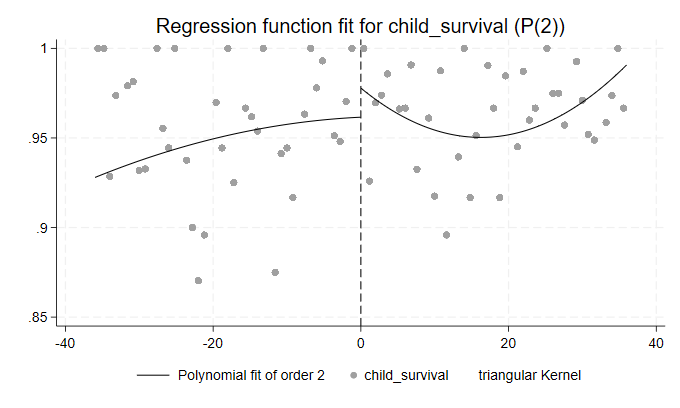 Regression function fit for child_survival (P(2))
1
.95
.9
.85
-40 -20 0 20 40
Polynomial fit of order 2 child_survival triangular Kernel